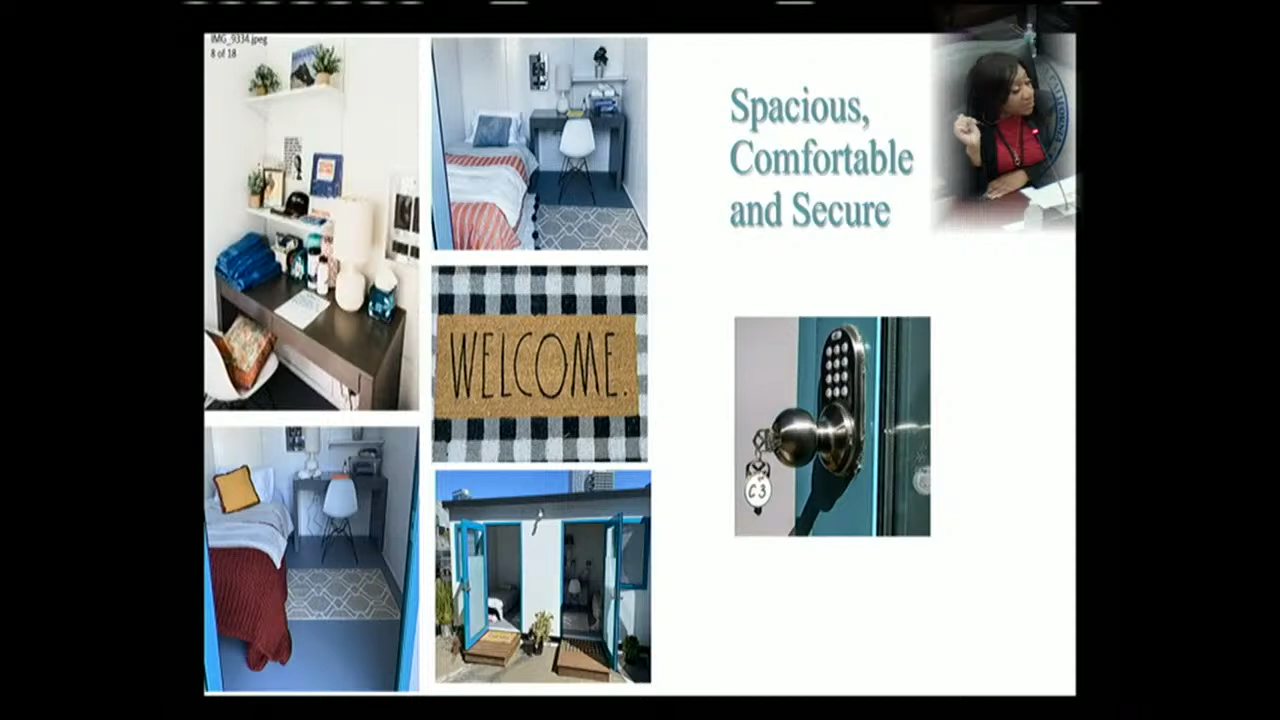 IMG_9334.jpeg
8 of 18
Spacious,
Comfortable
and Secure
WELCOME.
C3